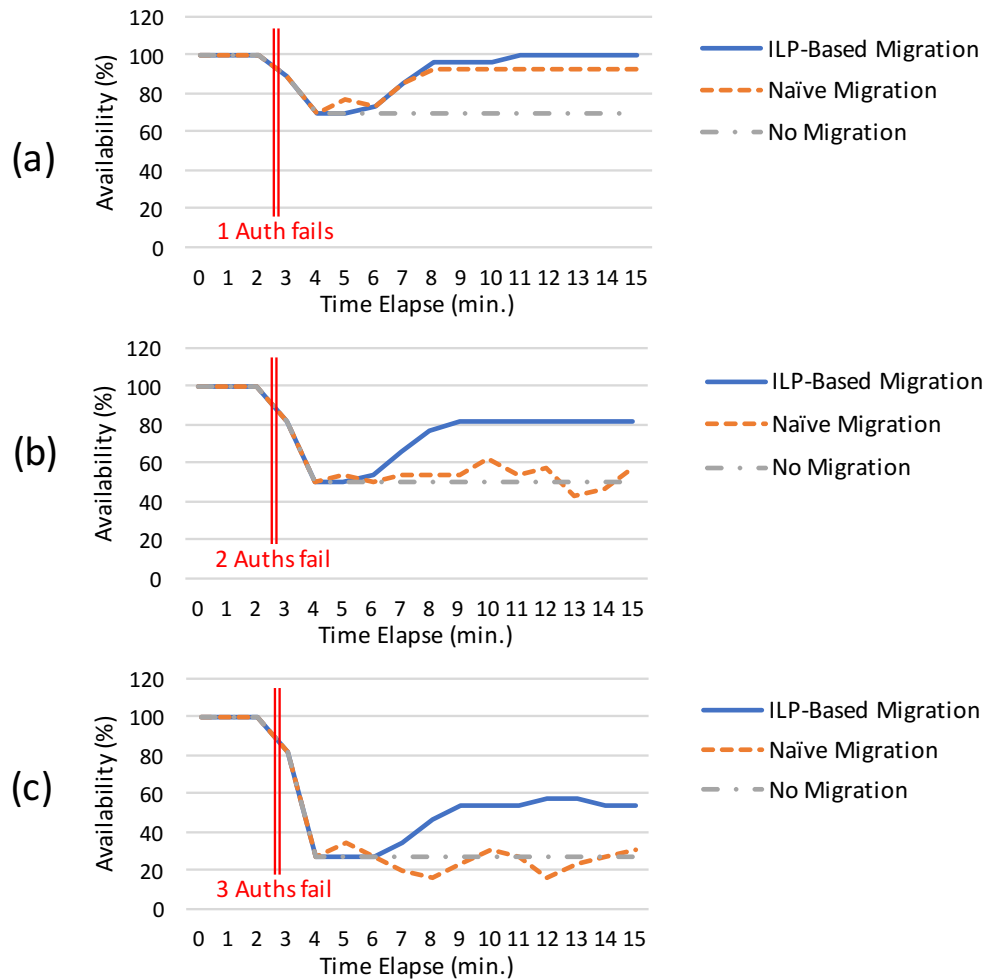 (a)
Availability (%)
120
100
80
60
40
20
0
1 Auth fails
0 1 2 3 4 5 6 7 8 9 10 11 12 13 14 15
Time Elapse (min.)
ILP-Based Migration
Naïve Migration
No Migration
(b)
Availability (%)
120
100
80
60
40
20
0
2 Auths fail
0 1 2 3 4 5 6 7 8 9 10 11 12 13 14 15
Time Elapse (min.)
ILP-Based Migration
Naïve Migration
No Migration
(c)
Availability (%)
120
100
80
60
40
20
0
3 Auths fail
0 1 2 3 4 5 6 7 8 9 10 11 12 13 14 15
Time Elapse (min.)
ILP-Based Migration
Naïve Migration
No Migration